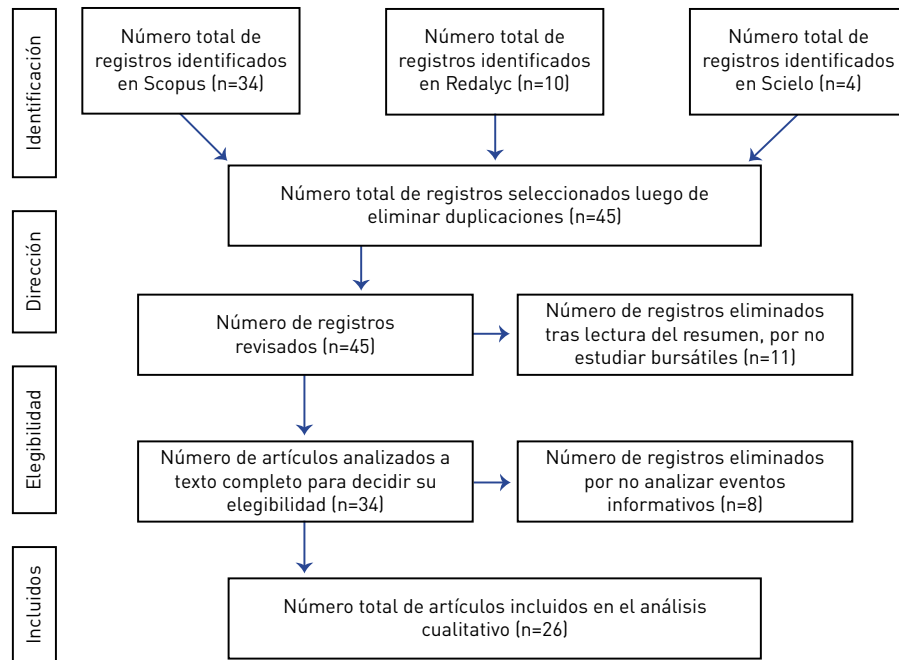 Identificación
Número total de
registros identificados
en Scopus (n=34)
Número total de
registros identificados
en Redalyc (n=10)
Número total de
registros identificados
en Scielo (n=4)
Número total de registros seleccionados luego de
eliminar duplicaciones (n=45)
Dirección
Número de registros
revisados (n=45)
Número de registros eliminados
tras lectura del resumen, por no
estudiar bursátiles (n=11)
Elegibilidad
Número de artículos analizados a
texto completo para decidir su
elegibilidad (n=34)
Número de registros eliminados
por no analizar eventos
informativos (n=8)
Incluidos
Número total de artículos incluidos en el análisis
cualitativo (n=26)